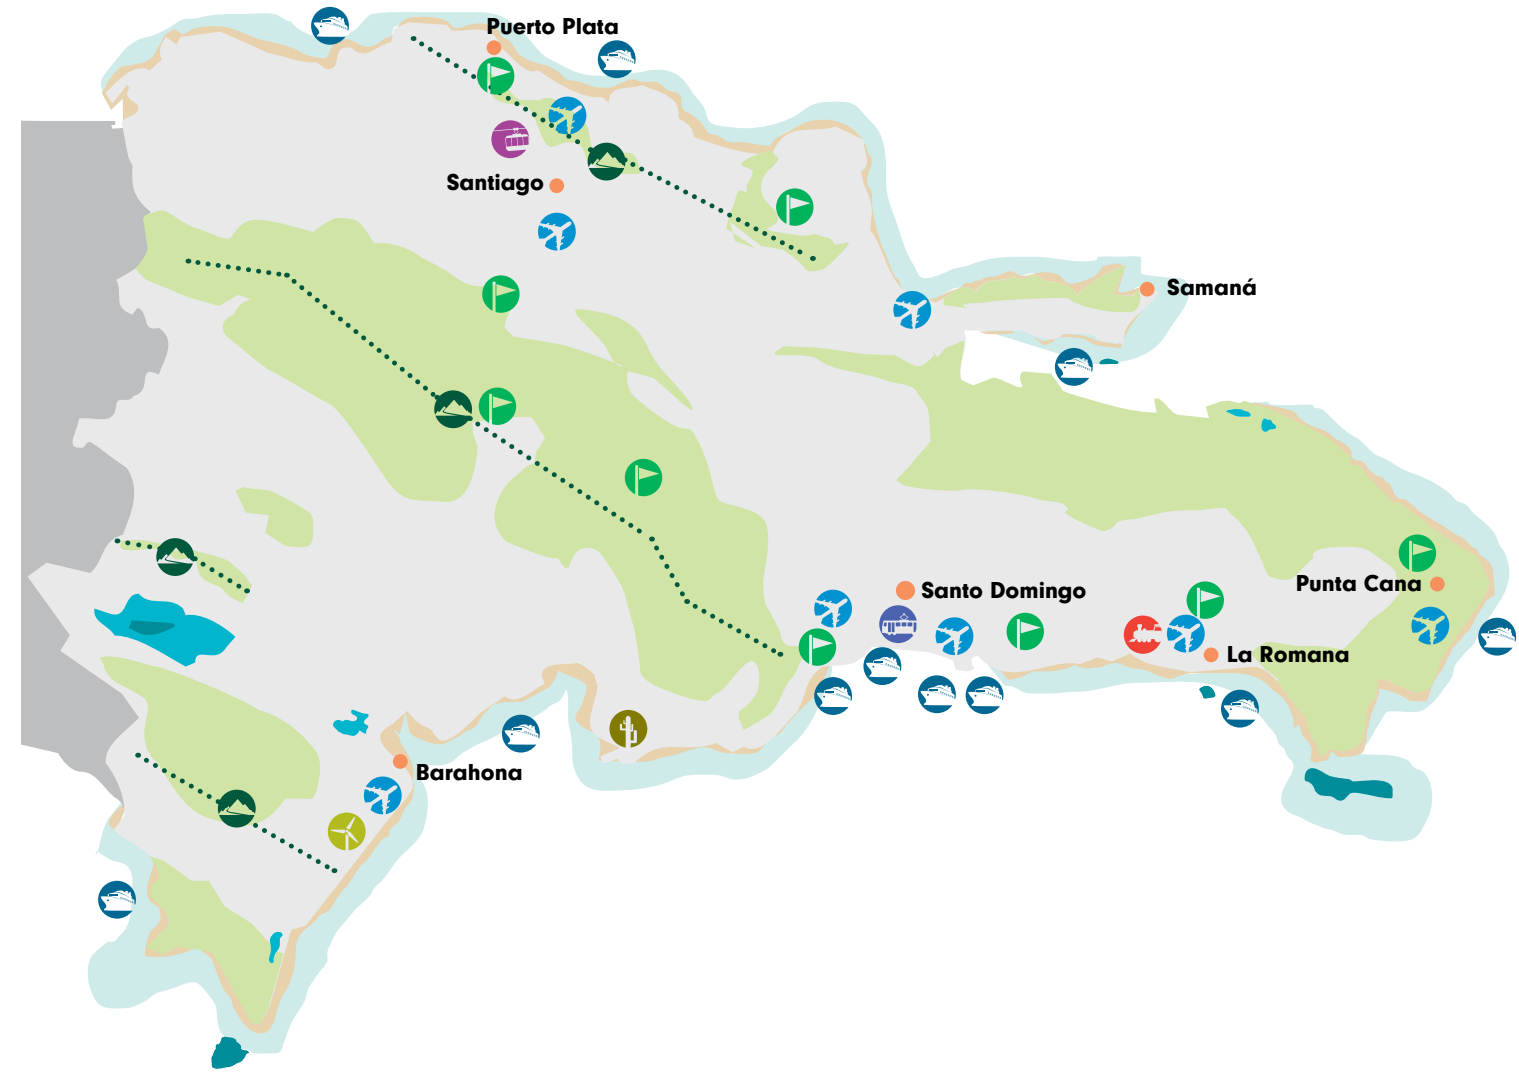 Puerto Plata
Santiago
Samaná
Santo Domingo
Punta Cana
La Romana
Barahona